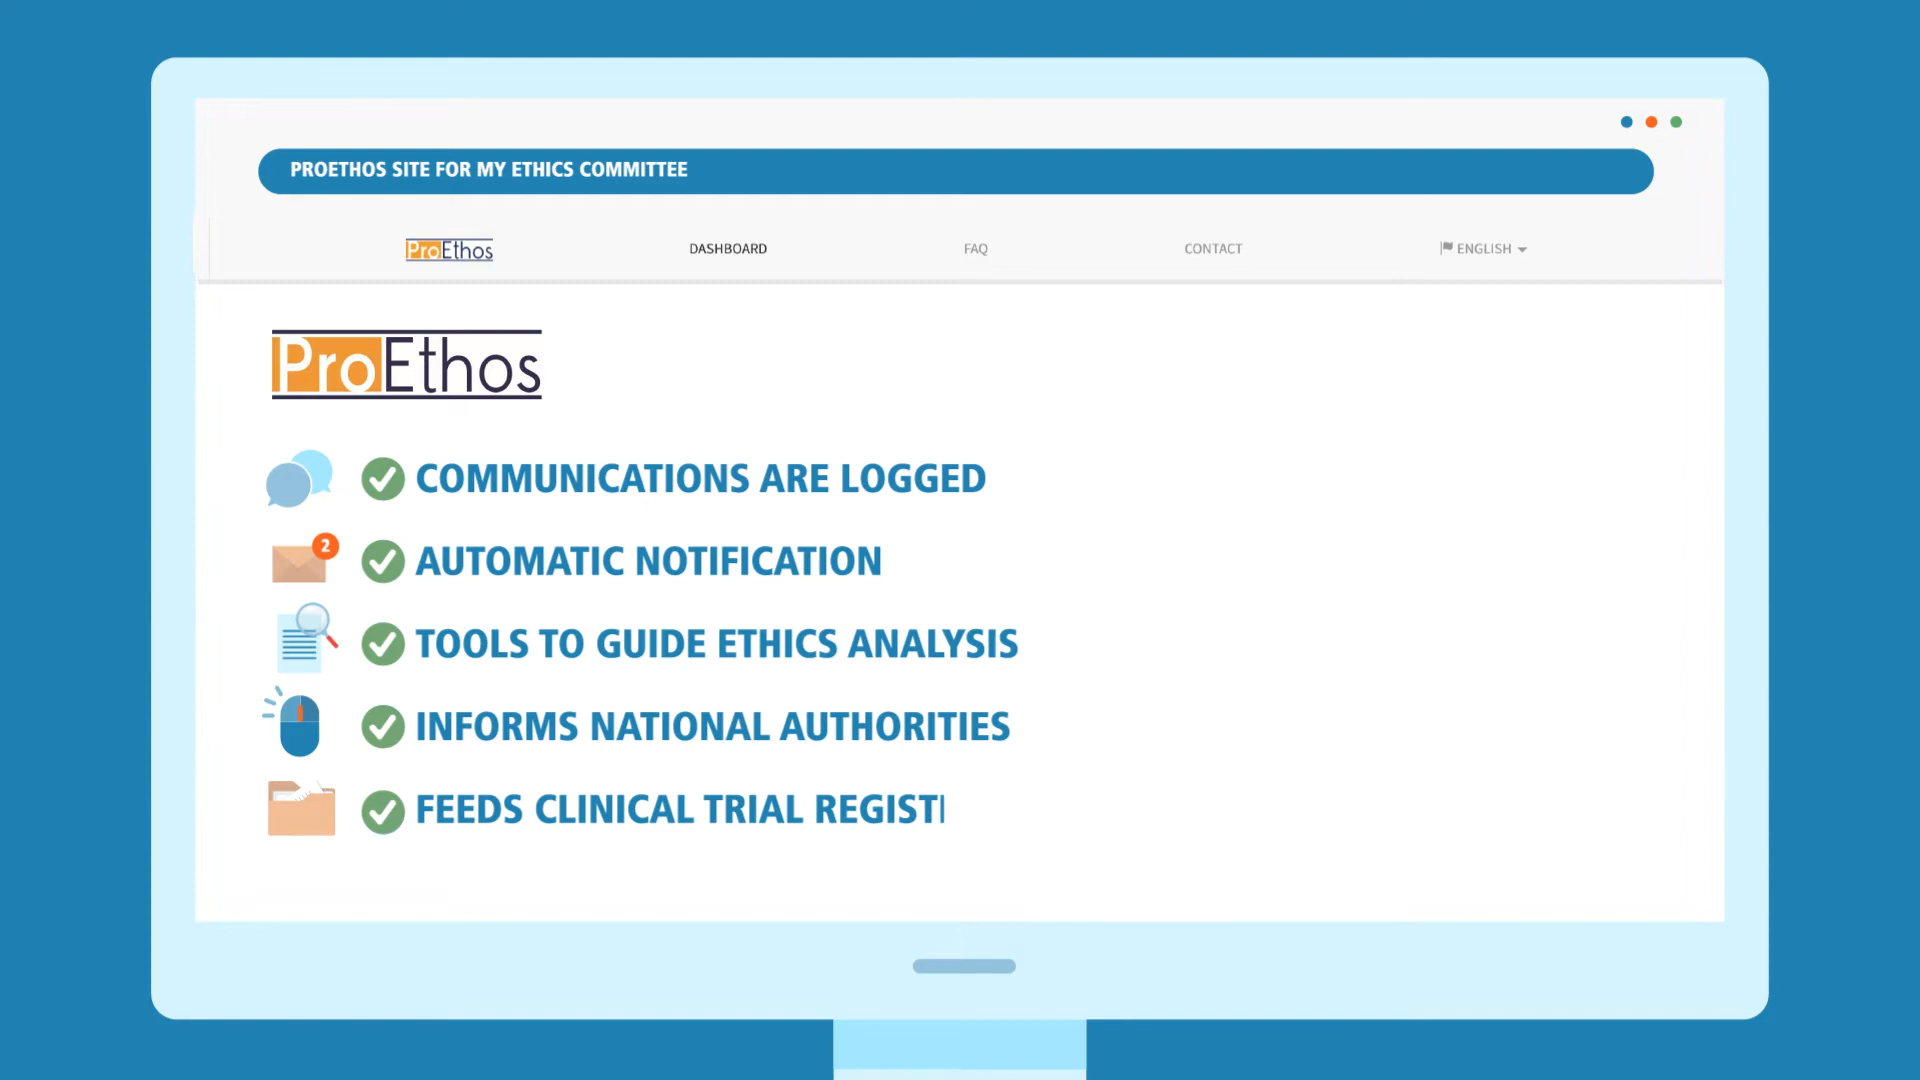 PROETHOS SITE FOR MY ETHICS COMMITTEE
ProEthos DASHBOARD FAQ CONTACT ENGLISH
ProEthos
COMMUNICATIONS ARE LOGGED
2
AUTOMATIC NOTIFICATION
TOOLS TO GUIDE ETHICS ANALYSIS
INFORMS NATIONAL AUTHORITIES
FEEDS CLINICAL TRIAL